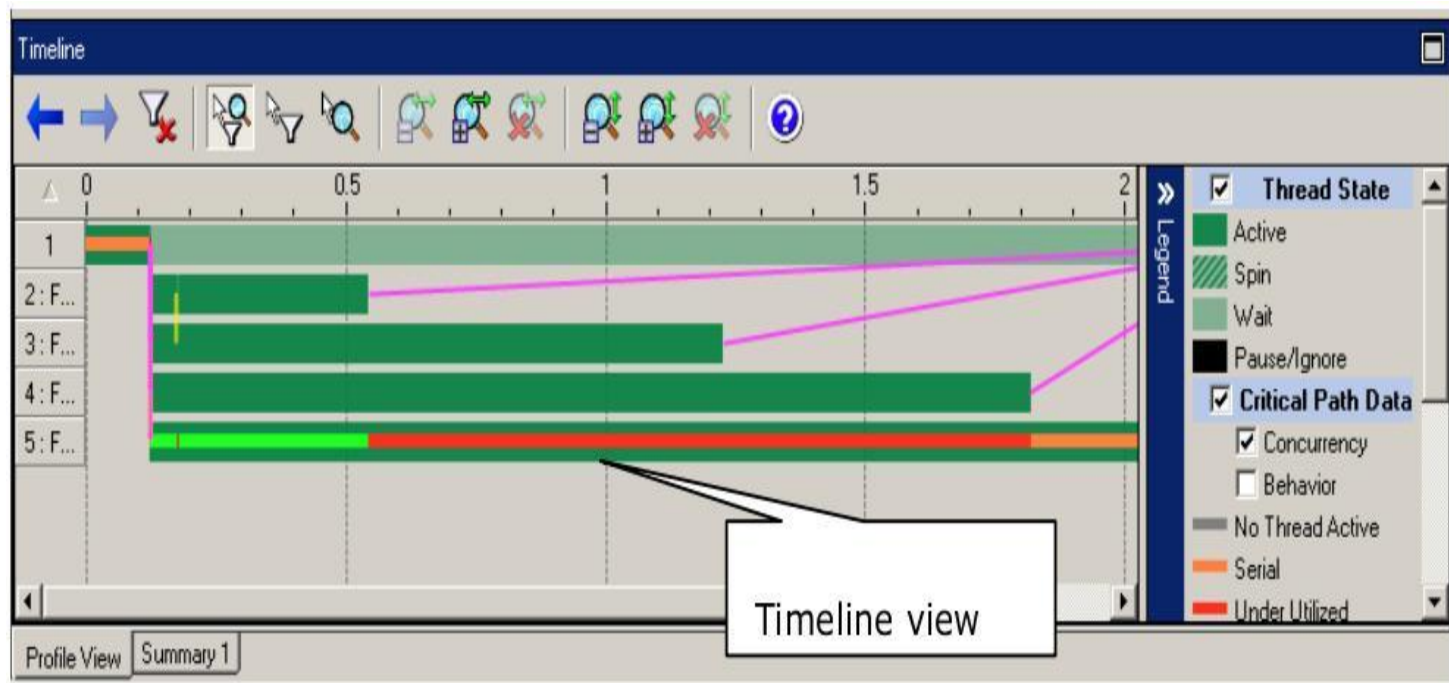 Timeline
0 0.5 1 1.5 2
1
2 : F...
3 : F...
4 : F...
5 : F...
Timeline view
Legend
Thread State
Active
Spin
Wait
Pause/Ignore
Critical Path Data
Concurrency
Behavior
No Thread Active
Serial
Under Utilized
Profile View Summary 1